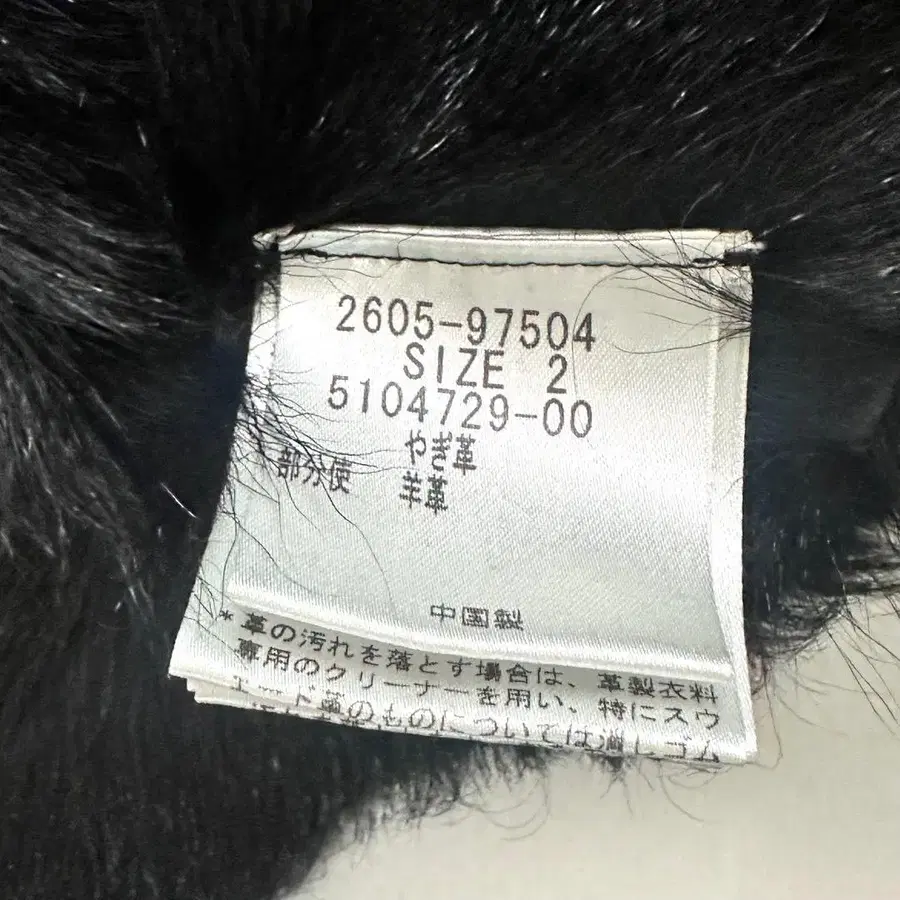 2605-97504
SIZE 2
5104729-00
やぎ革
部分使 羊革
中国製
*革の汚れを落とす場合は、革製衣料
専用のクリーナーを用い、特にスウ
エード革のものについては消しゴム